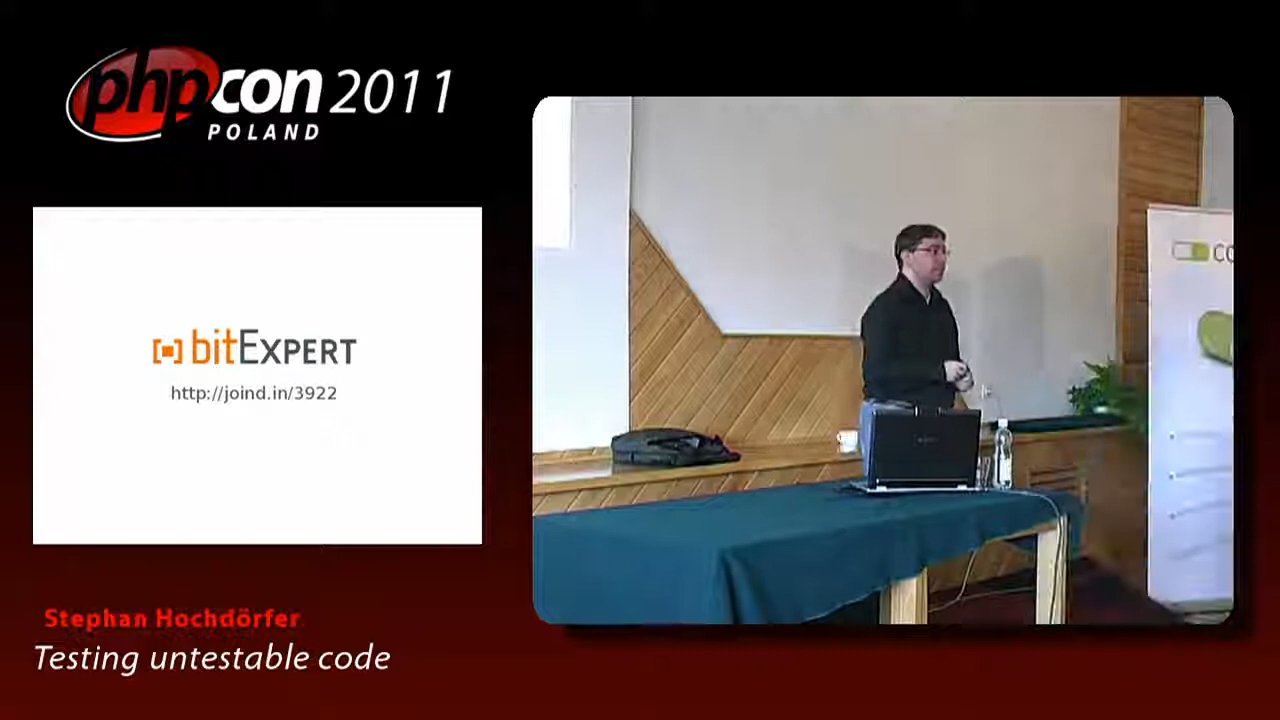 phpcon 2011
POLAND
bitExpert
http://joind.in/3922
Stephan Hochdörfer
Testing untestable code